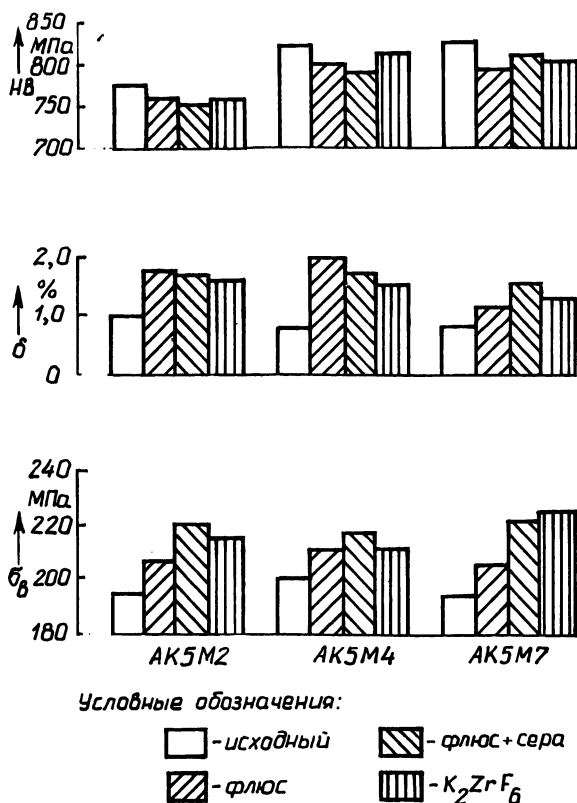 850
МПа
800
НВ
750
700
2,0
%
1,0
δ
0
240
МПа
220
σв
200
180
АК5М2 АК5М4 АК5М7
Условные обозначения:
-исходный
-флюс+сера
-флюс
-K2ZrF6